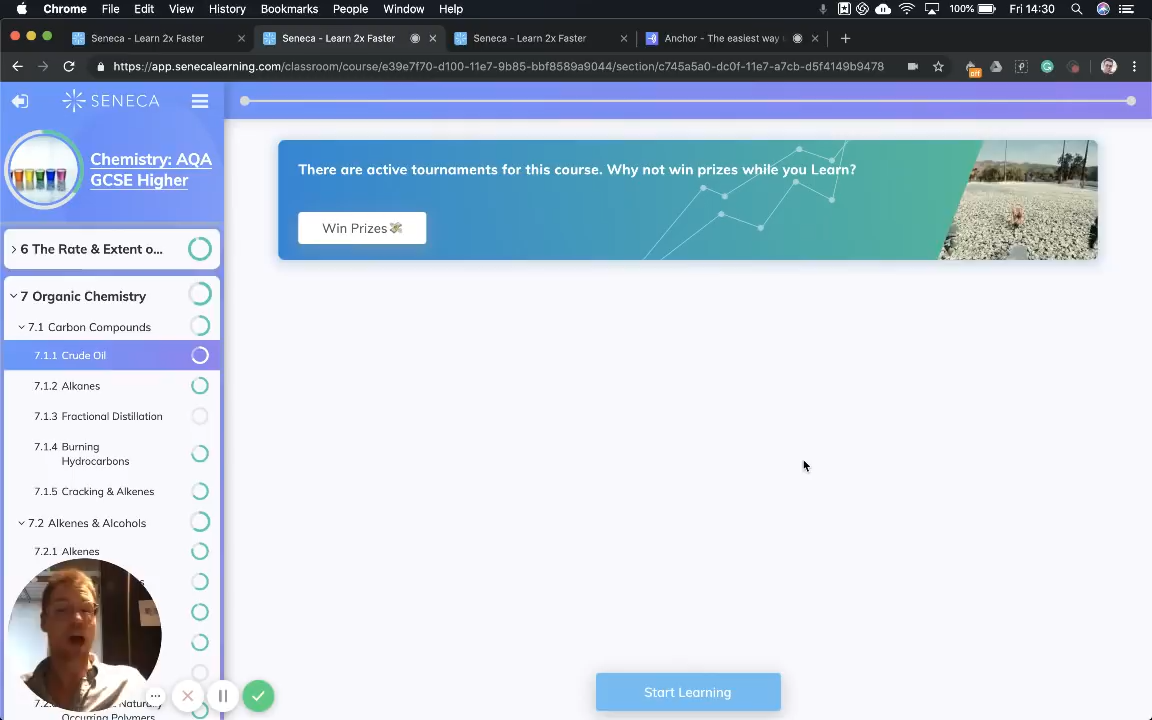 Chrome File Edit View History Bookmarks People Window Help 100% Fri 14:30
Seneca - Learn 2x Faster Seneca - Learn 2x Faster Seneca - Learn 2x Faster Anchor - The easiest way
https://app.senecalearning.com/classroom/course/e39e7f70-d100-11e7-9b85-bbf8589a9044/section/c745a5a0-dc0f-11e7-a7cb-d5f4149b9478
off
SENECA
Chemistry: AQA
GCSE Higher
6 The Rate & Extent o...
7 Organic Chemistry
7.1 Carbon Compounds
7.1.1 Crude Oil
7.1.2 Alkanes
7.1.3 Fractional Distillation
7.1.4 Burning
Hydrocarbons
7.1.5 Cracking & Alkenes
7.2 Alkenes & Alcohols
7.2.1 Alkenes
Occurring Polymers
There are active tournaments for this course. Why not win prizes while you Learn?
Win Prizes
Start Learning